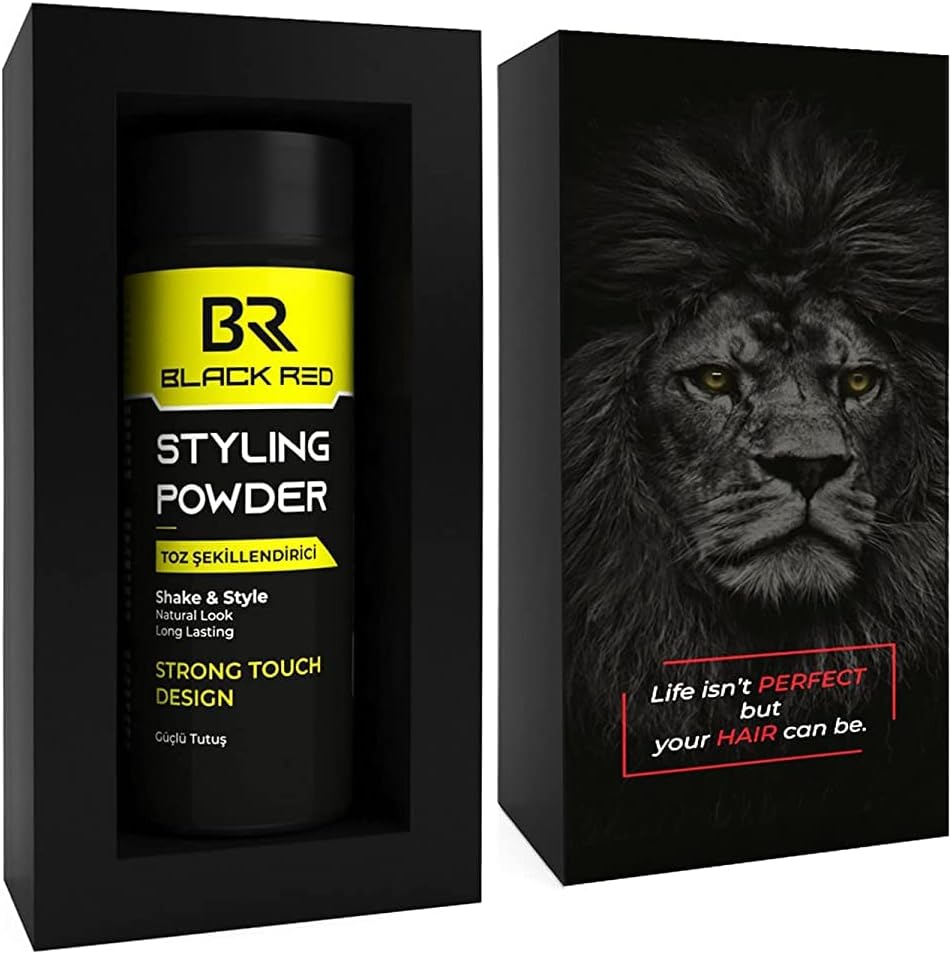 BR
BLACK RED
STYLING
POWDER
TOZ ŞEKİLLENDİRİCİ
Shake & Style
Natural Look
Long Lasting
STRONG TOUCH
DESIGN
Güçlü Tutuş
Life isn't PERFECT
but
your HAIR can be.